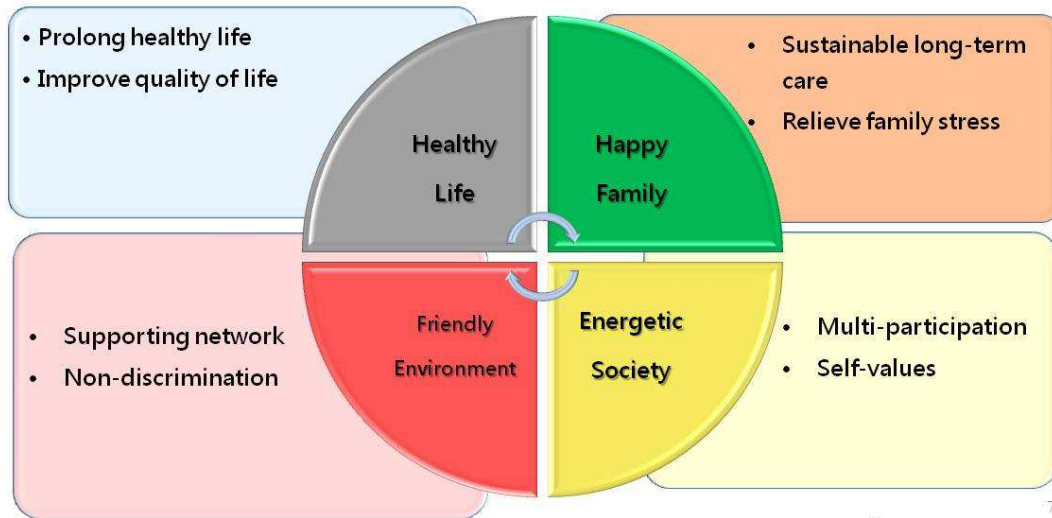 • Prolong healthy life
• Improve quality of life
Healthy
Life
Happy
Family
• Sustainable long-term
care
• Relieve family stress
• Supporting network
• Non-discrimination
Friendly
Environment
Energetic
Society
• Multi-participation
• Self-values
7